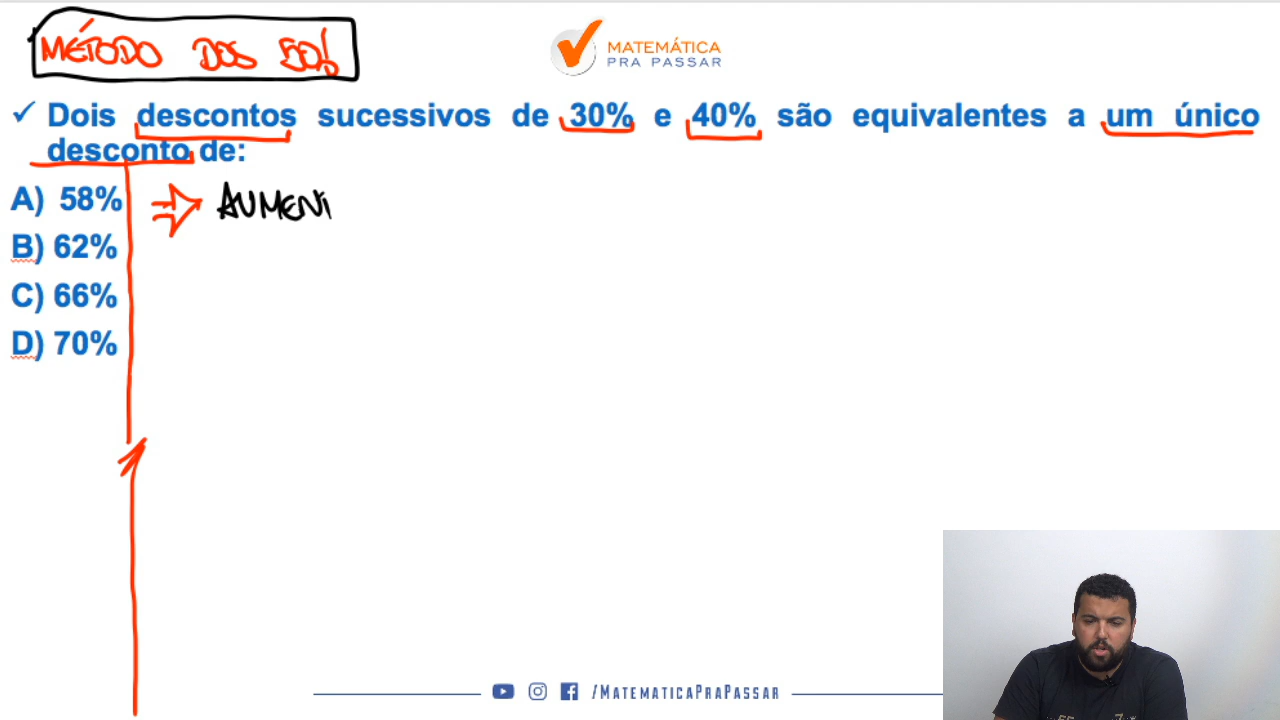 MÉTODO DOS 50!
MATEMÁTICA
PRA PASSAR
✓ Dois descontos sucessivos de 30% e 40% são equivalentes a um único
desconto de:
A) 58%
⇒ AUMENT
B) 62%
C) 66%
D) 70%
/MATEMATICAPRAPASSAR